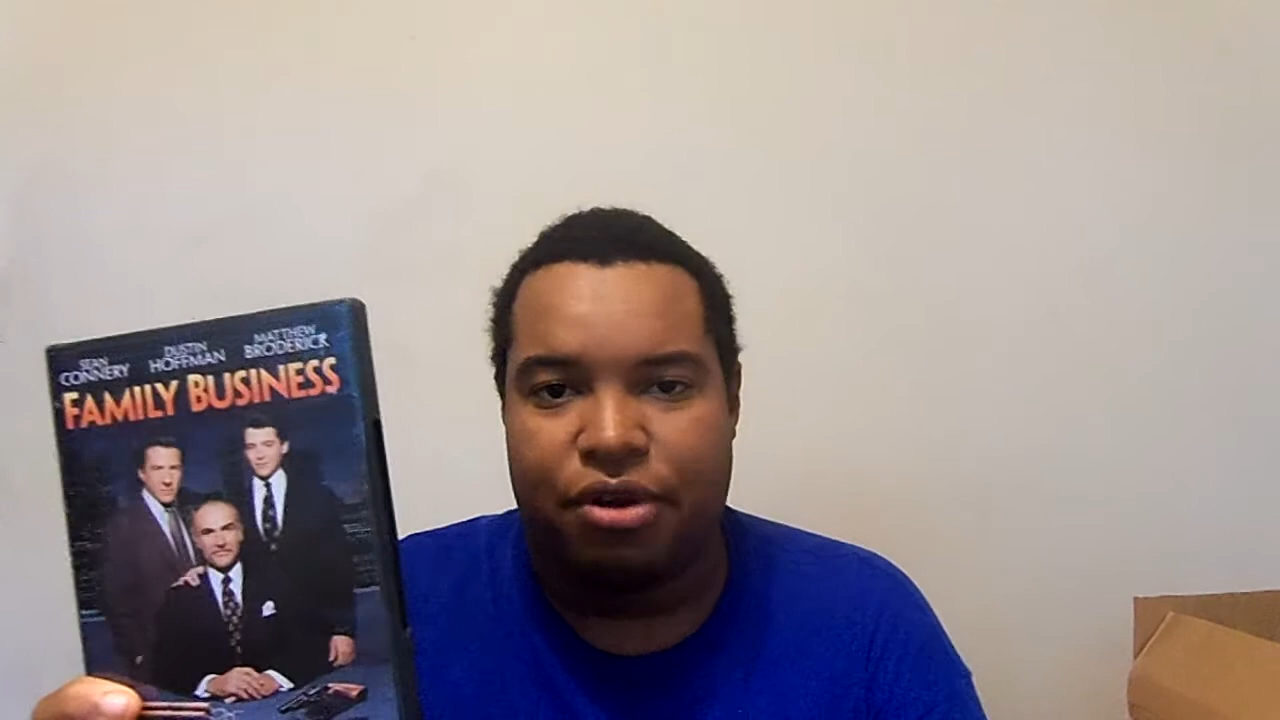 SEAN CONNERY
DUSTIN HOFFMAN
MATTHEW BRODERICK
FAMILY BUSINESS